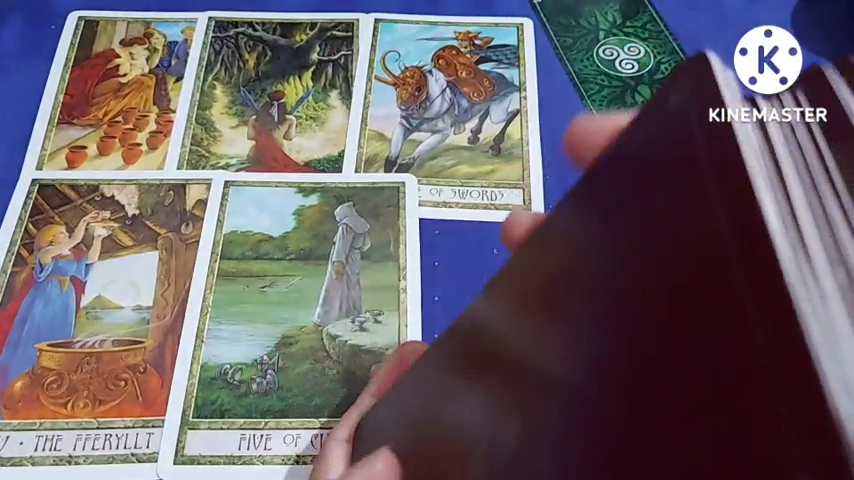 KINEMASTER
OF SWORDS
THE FFERYLLT
FIVE OF